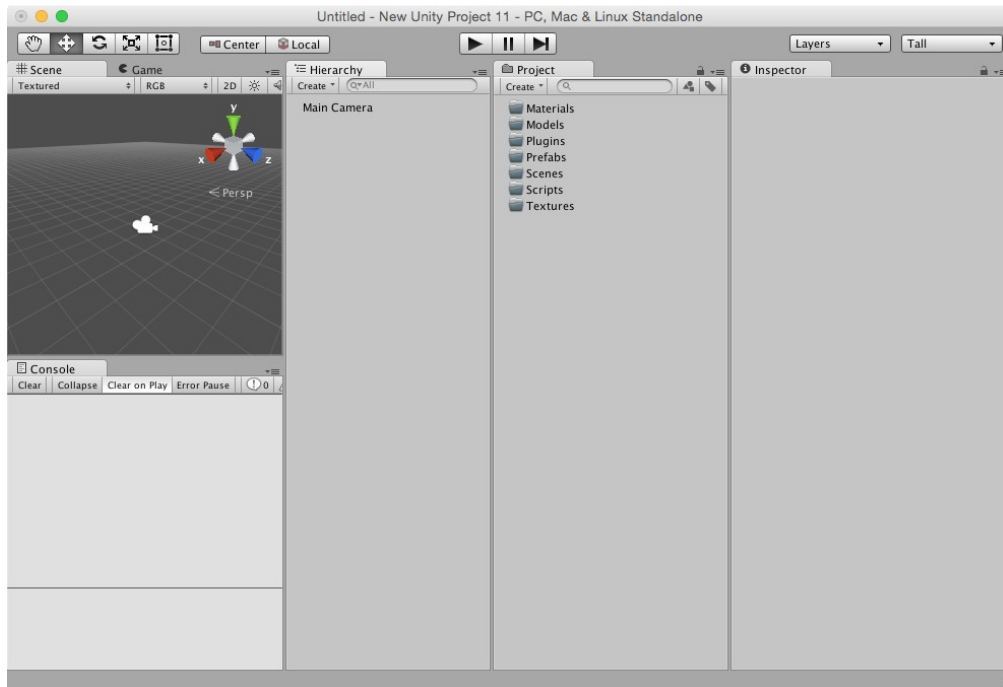 Untitled - New Unity Project 11 - PC, Mac & Linux Standalone
Center Local Layers Tall
Scene Game Hierarchy Project Inspector
Textured RGB 2D Create All Create
Main Camera
Materials
Models
Plugins
Prefabs
Scenes
Scripts
Textures
y
x z
Persp
Console
Clear Collapse Clear on Play Error Pause 0